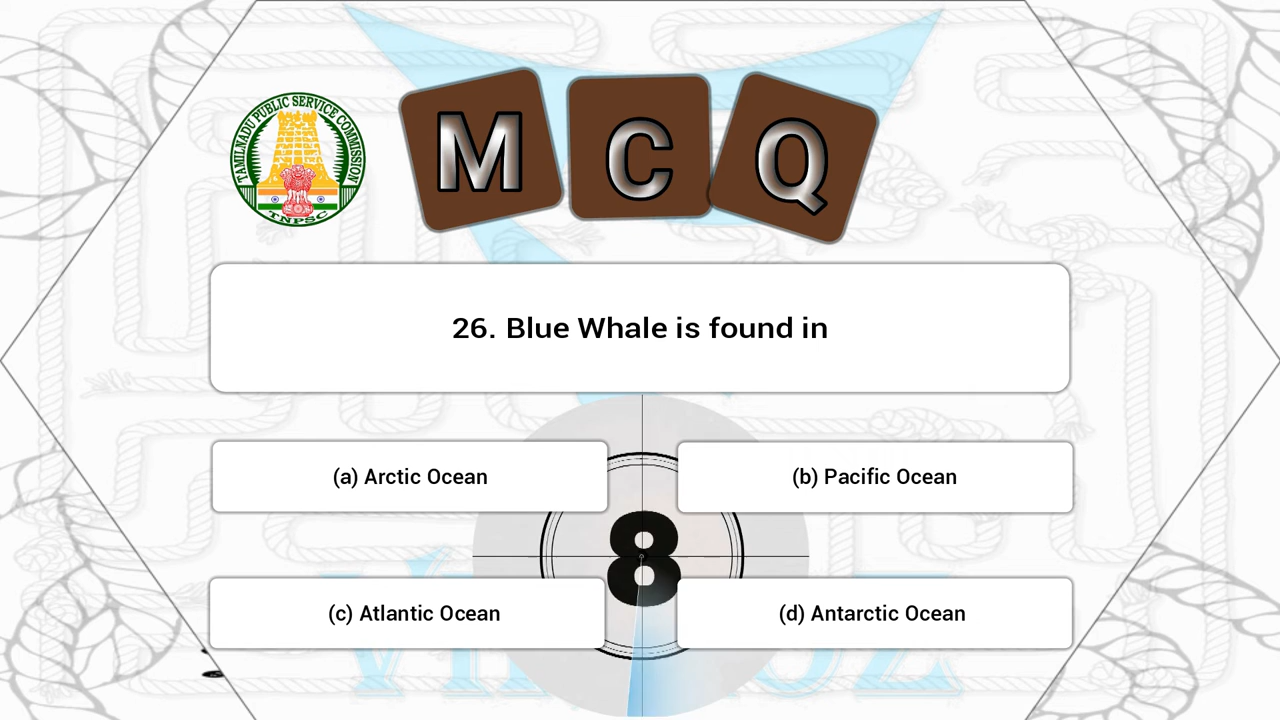 TAMILNADU PUBLIC SERVICE COMMISSION
TNPSC
M C Q
26. Blue Whale is found in
(a) Arctic Ocean
(b) Pacific Ocean
8
(c) Atlantic Ocean
(d) Antarctic Ocean